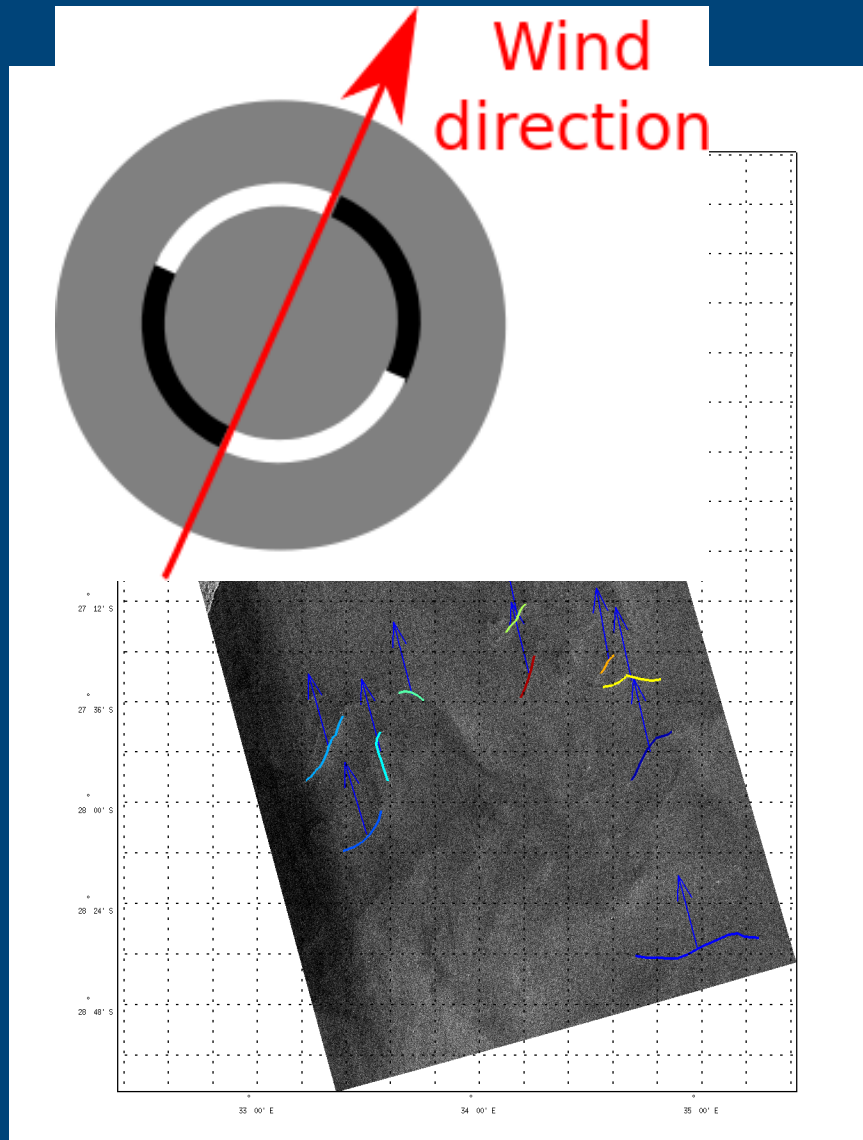 Wind
direction
27° 12' S
27° 36' S
28° 00' S
28° 24' S
28° 48' S
33° 00' E
34° 00' E
35° 00' E